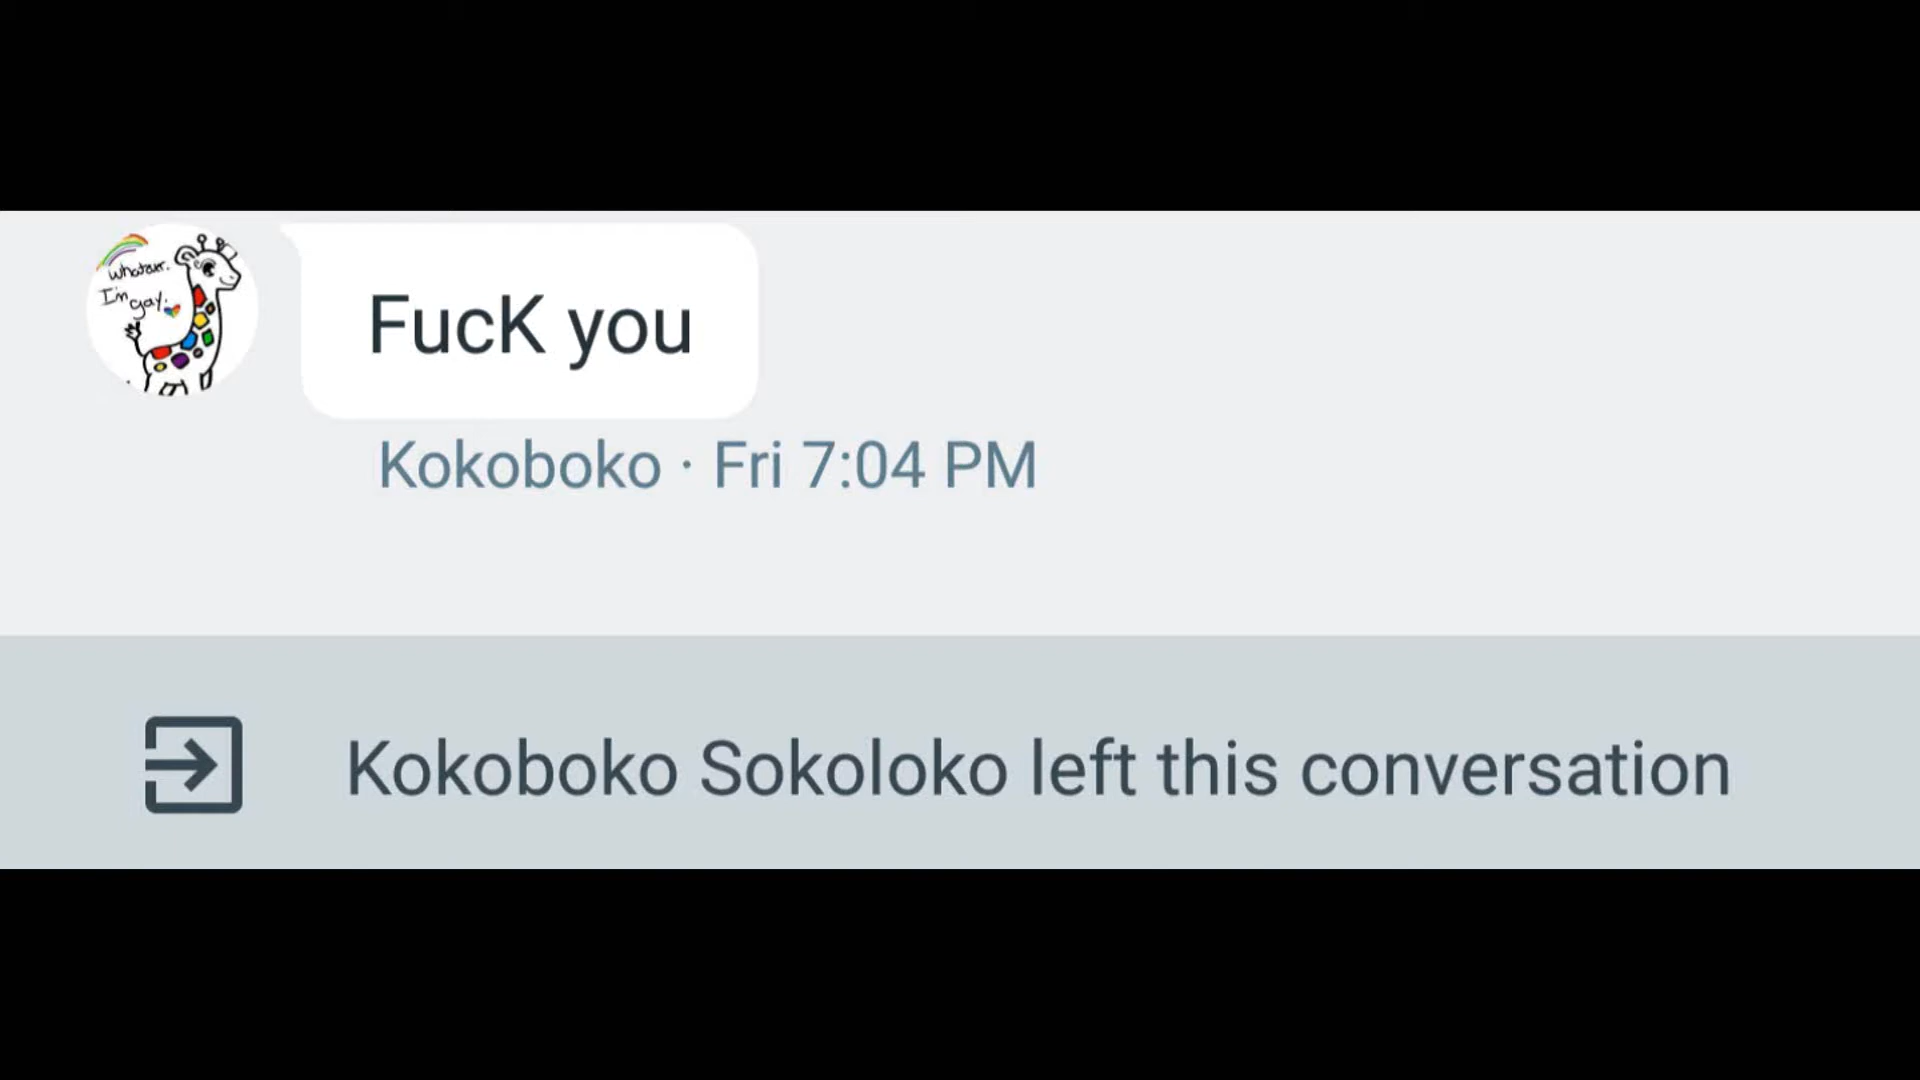 Whatever.
I'm gay.
FucK you
Kokoboko · Fri 7:04 PM
Kokoboko Sokoloko left this conversation